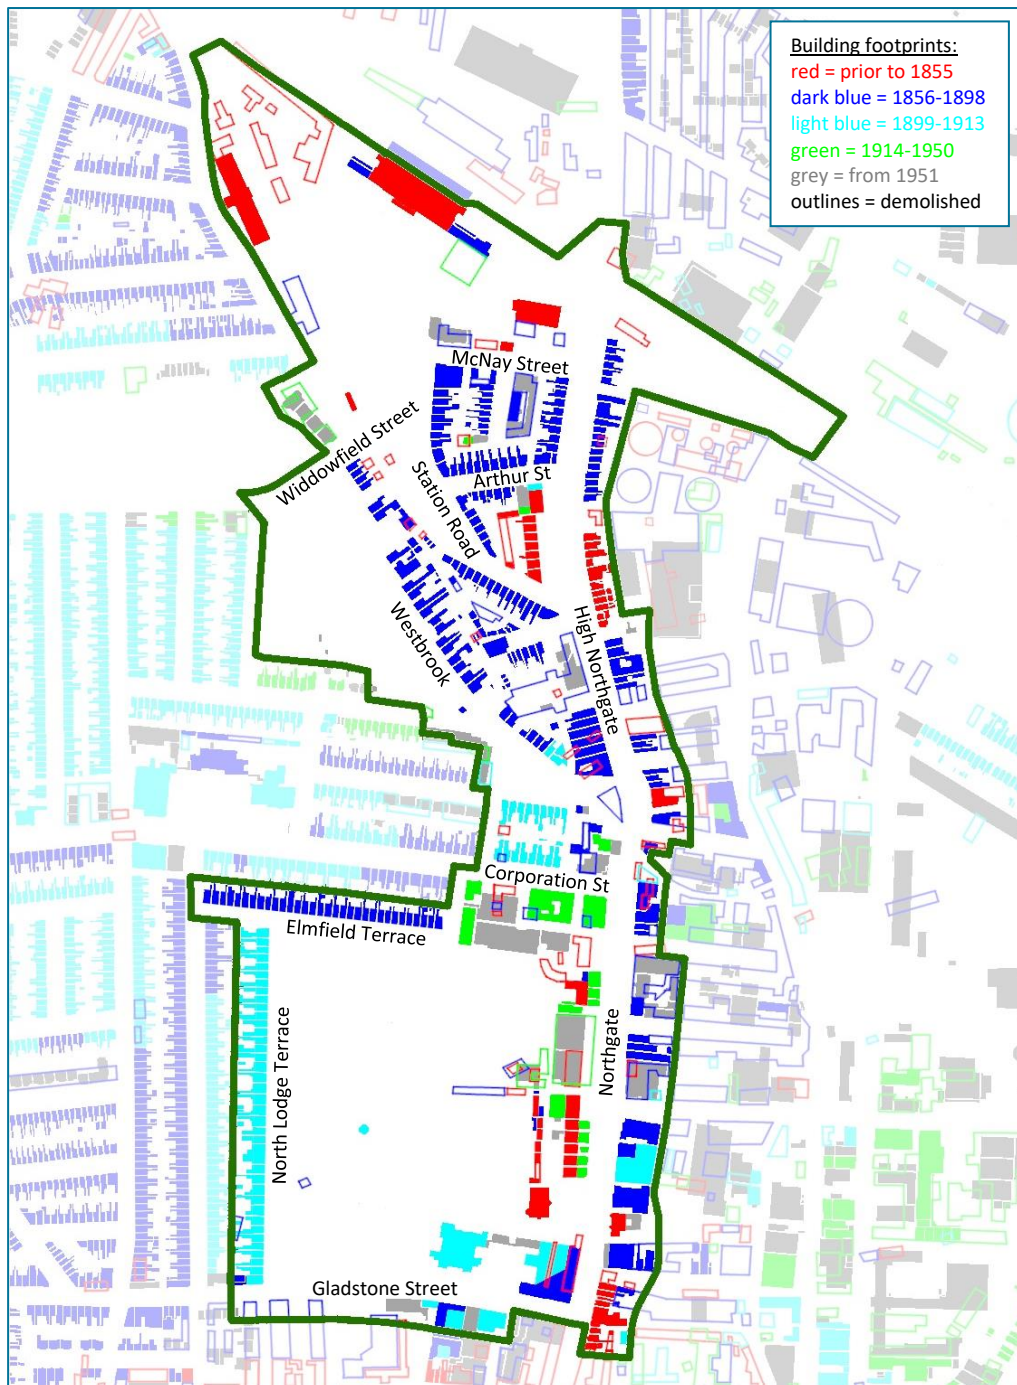 Building footprints:
red = prior to 1855
dark blue = 1856-1898
light blue = 1899-1913
green = 1914-1950
grey = from 1951
outlines = demolished
McNay Street
Widdowfield Street
Station Road
Arthur St
Westbrook
High Northgate
Corporation St
Elmfield Terrace
North Lodge Terrace
Northgate
Gladstone Street